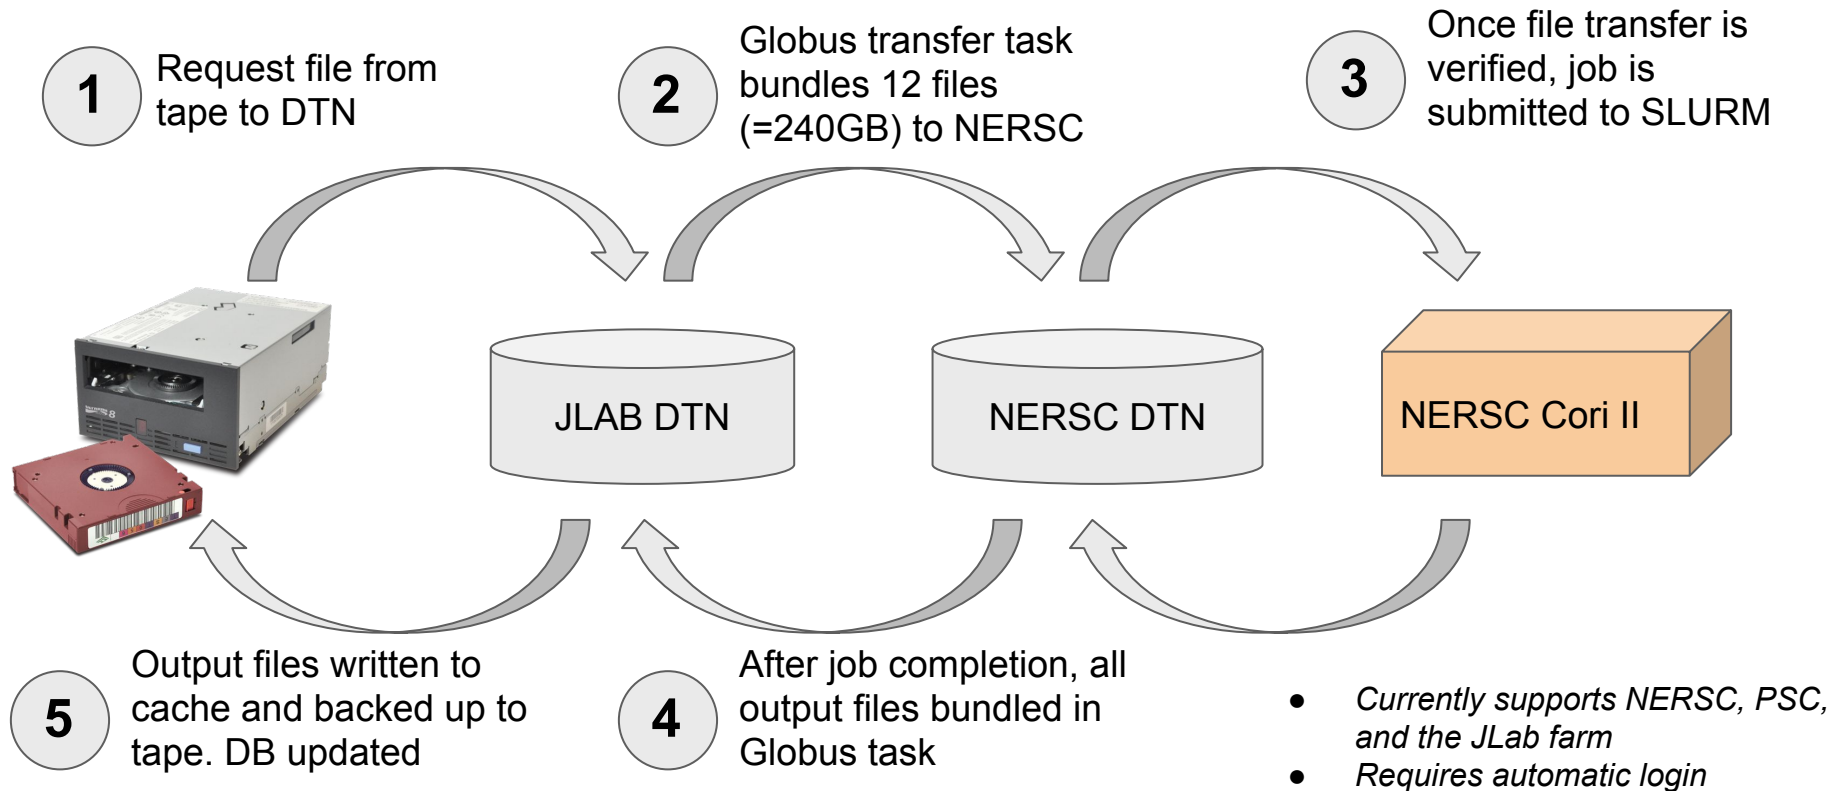 1
Request file from
tape to DTN
2
Globus transfer task
bundles 12 files
(=240GB) to NERSC
3
Once file transfer is
verified, job is
submitted to SLURM
JLAB DTN
NERSC DTN
NERSC Cori II
5
Output files written to
cache and backed up to
tape. DB updated
4
After job completion, all
output files bundled in
Globus task
● Currently supports NERSC, PSC,
and the JLab farm
● Requires automatic login